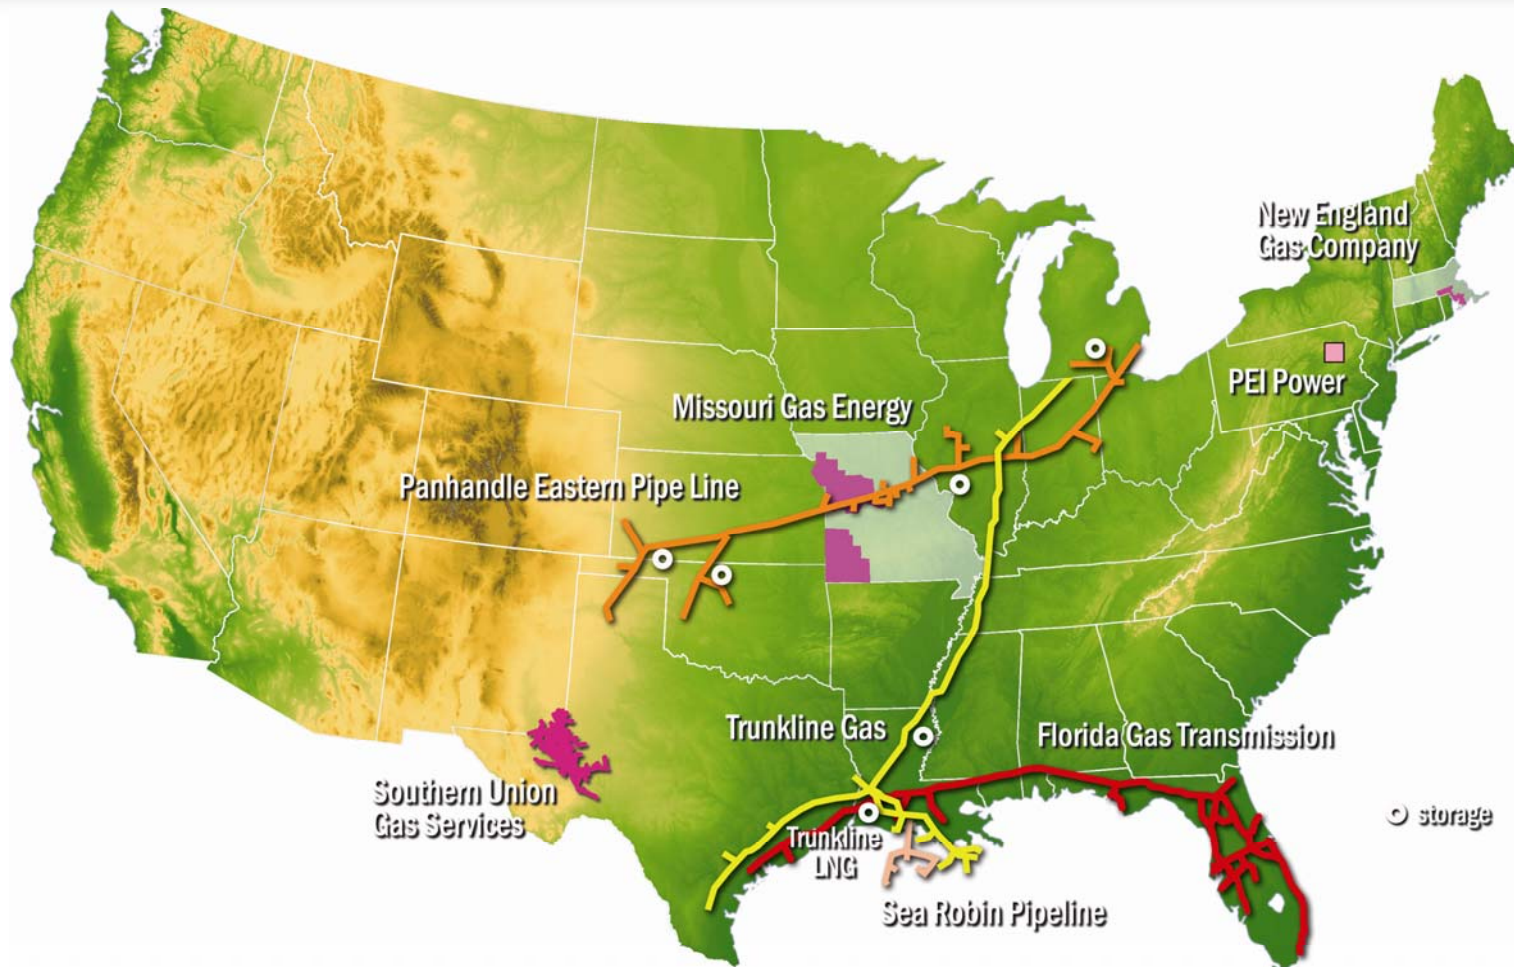 New England
Gas Company
PEI Power
Missouri Gas Energy
Panhandle Eastern Pipe Line
Trunkline Gas
Florida Gas Transmission
Southern Union
Gas Services
storage
Trunkline
LNG
Sea Robin Pipeline